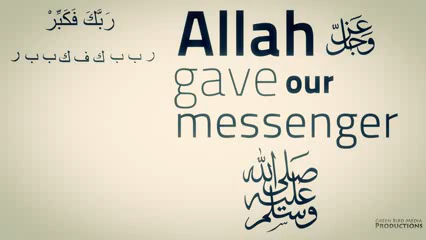 رَبَّكَ فَكَبِّرْ
ر ب ب ك ف ك ب ب ر
Allah عز وجل
gave our
messenger
صلى الله عليه وسلم
Green Bird Media
Productions